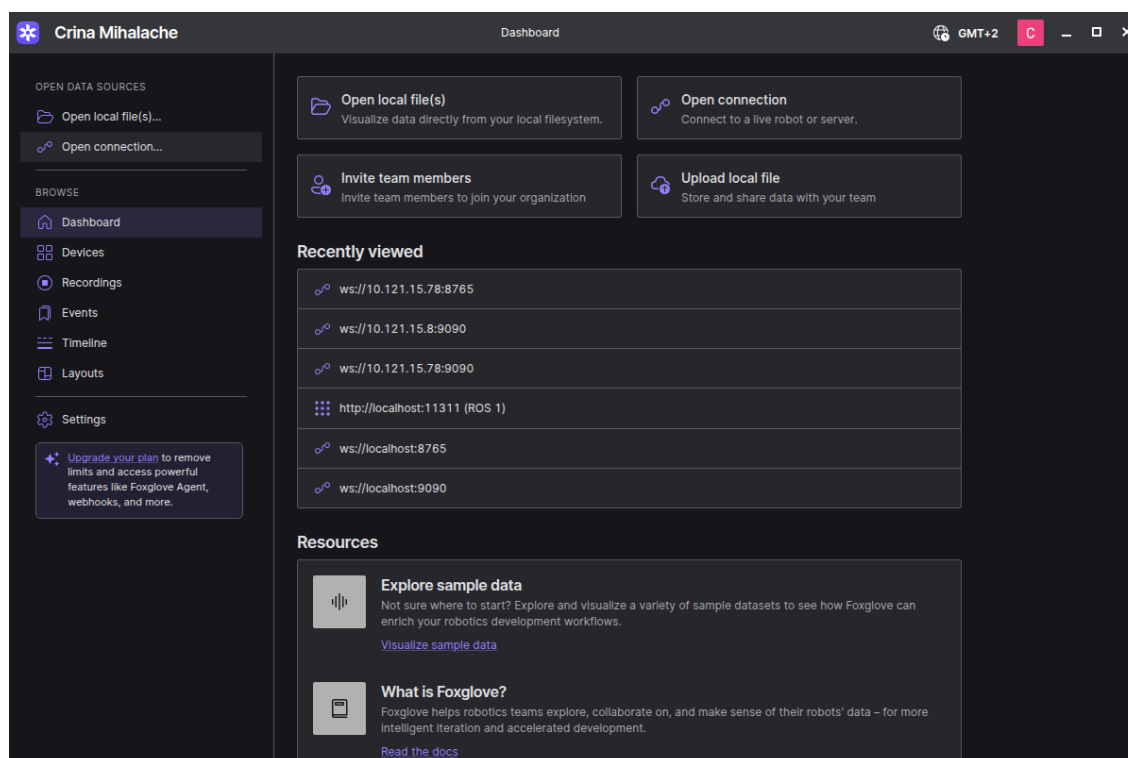 Crina Mihalache
Dashboard
GMT+2
C
OPEN DATA SOURCES
Open local file(s)...
Open connection...
BROWSE
Dashboard
Devices
Recordings
Events
Timeline
Layouts
Settings
Upgrade your plan to remove
limits and access powerful
features like Foxglove Agent,
webhooks, and more.
Open local file(s)
Visualize data directly from your local filesystem.
Open connection
Connect to a live robot or server.
Invite team members
Invite team members to join your organization
Upload local file
Store and share data with your team
Recently viewed
ws://10.121.15.78:8765
ws://10.121.15.8:9090
ws://10.121.15.78:9090
http://localhost:11311 (ROS 1)
ws://localhost:8765
ws://localhost:9090
Resources
Explore sample data
Not sure where to start? Explore and visualize a variety of sample datasets to see how Foxglove can
enrich your robotics development workflows.
Visualize sample data
What is Foxglove?
Foxglove helps robotics teams explore, collaborate on, and make sense of their robots' data – for more
intelligent iteration and accelerated development.
Read the docs